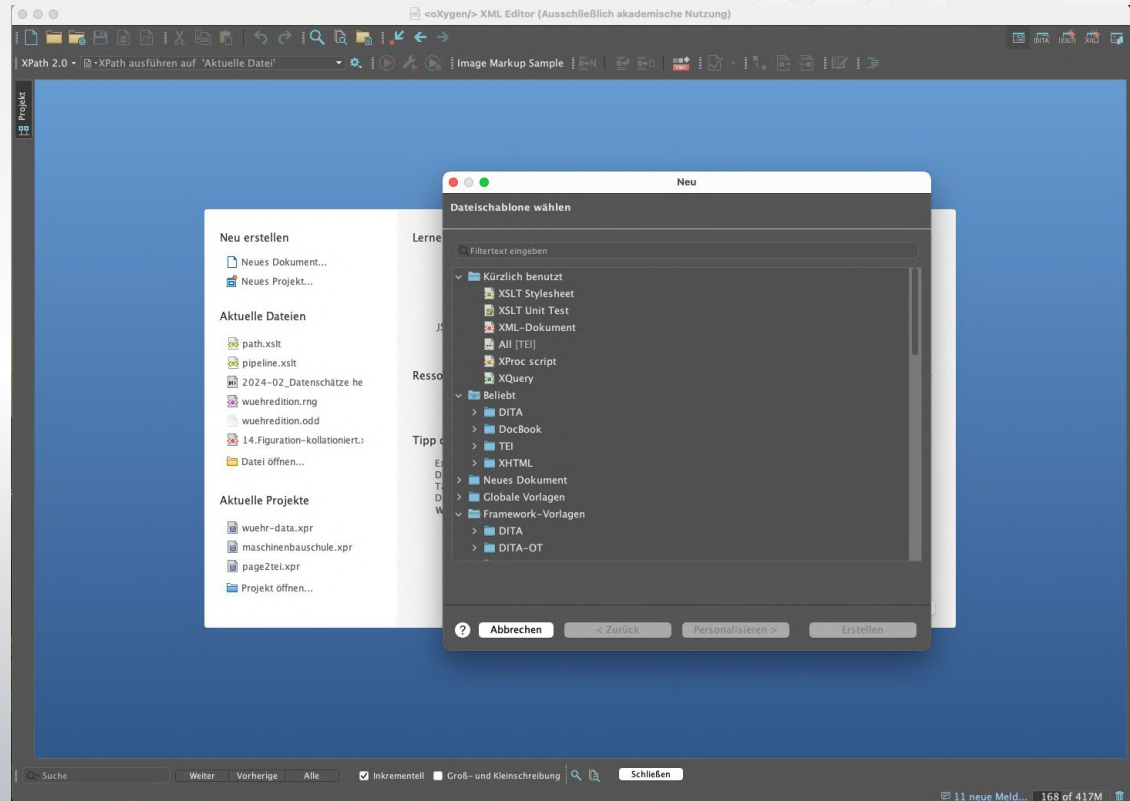 <oXygen/> XML Editor (Ausschließlich akademische Nutzung)
DITA
XPath 2.0
XPath ausführen auf 'Aktuelle Datei'
Image Markup Sample
Projekt
Neu erstellen
Neues Dokument...
Neues Projekt...
Aktuelle Dateien
path.xslt
pipeline.xslt
2024-02_Datenschätze he
wuehredition.rng
wuehredition.odd
14.Figuration-kollationiert.
Datei öffnen...
Aktuelle Projekte
wuehr-data.xpr
maschinenbauschule.xpr
page2tei.xpr
Projekt öffnen...
Lerne
Resso
Tipp
Neu
Dateischablone wählen
Filtertext eingeben
Kürzlich benutzt
XSLT Stylesheet
XSLT Unit Test
XML-Dokument
All [TEI]
XProc script
XQuery
Beliebt
DITA
DocBook
TEI
XHTML
Neues Dokument
Globale Vorlagen
Framework-Vorlagen
DITA
DITA-OT
?
Abbrechen
< Zurück
Personalisieren >
Erstellen
Suche
Weiter
Vorherige
Alle
Inkrementell
Groß- und Kleinschreibung
Schließen
11 neue Meld...
168 of 417M